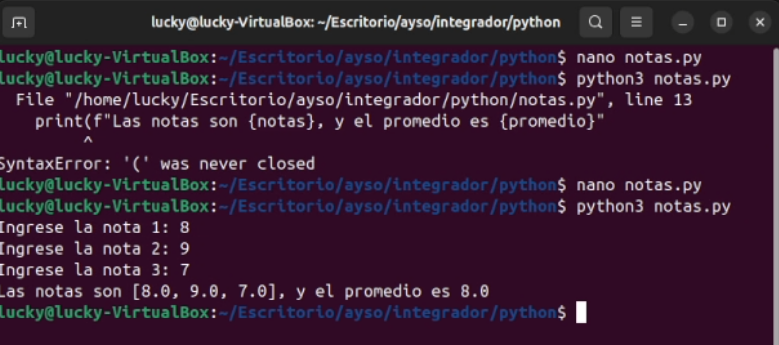 lucky@lucky-VirtualBox: ~/Escritorio/ayso/integrador/python
lucky@lucky-VirtualBox:~/Escritorio/ayso/integrador/python$ nano notas.py
lucky@lucky-VirtualBox:~/Escritorio/ayso/integrador/python$ python3 notas.py
  File "/home/lucky/Escritorio/ayso/integrador/python/notas.py", line 13
    print(f"Las notas son {notas}, y el promedio es {promedio}"
         ^
SyntaxError: '(' was never closed
lucky@lucky-VirtualBox:~/Escritorio/ayso/integrador/python$ nano notas.py
lucky@lucky-VirtualBox:~/Escritorio/ayso/integrador/python$ python3 notas.py
Ingrese la nota 1: 8
Ingrese la nota 2: 9
Ingrese la nota 3: 7
Las notas son [8.0, 9.0, 7.0], y el promedio es 8.0
lucky@lucky-VirtualBox:~/Escritorio/ayso/integrador/python$